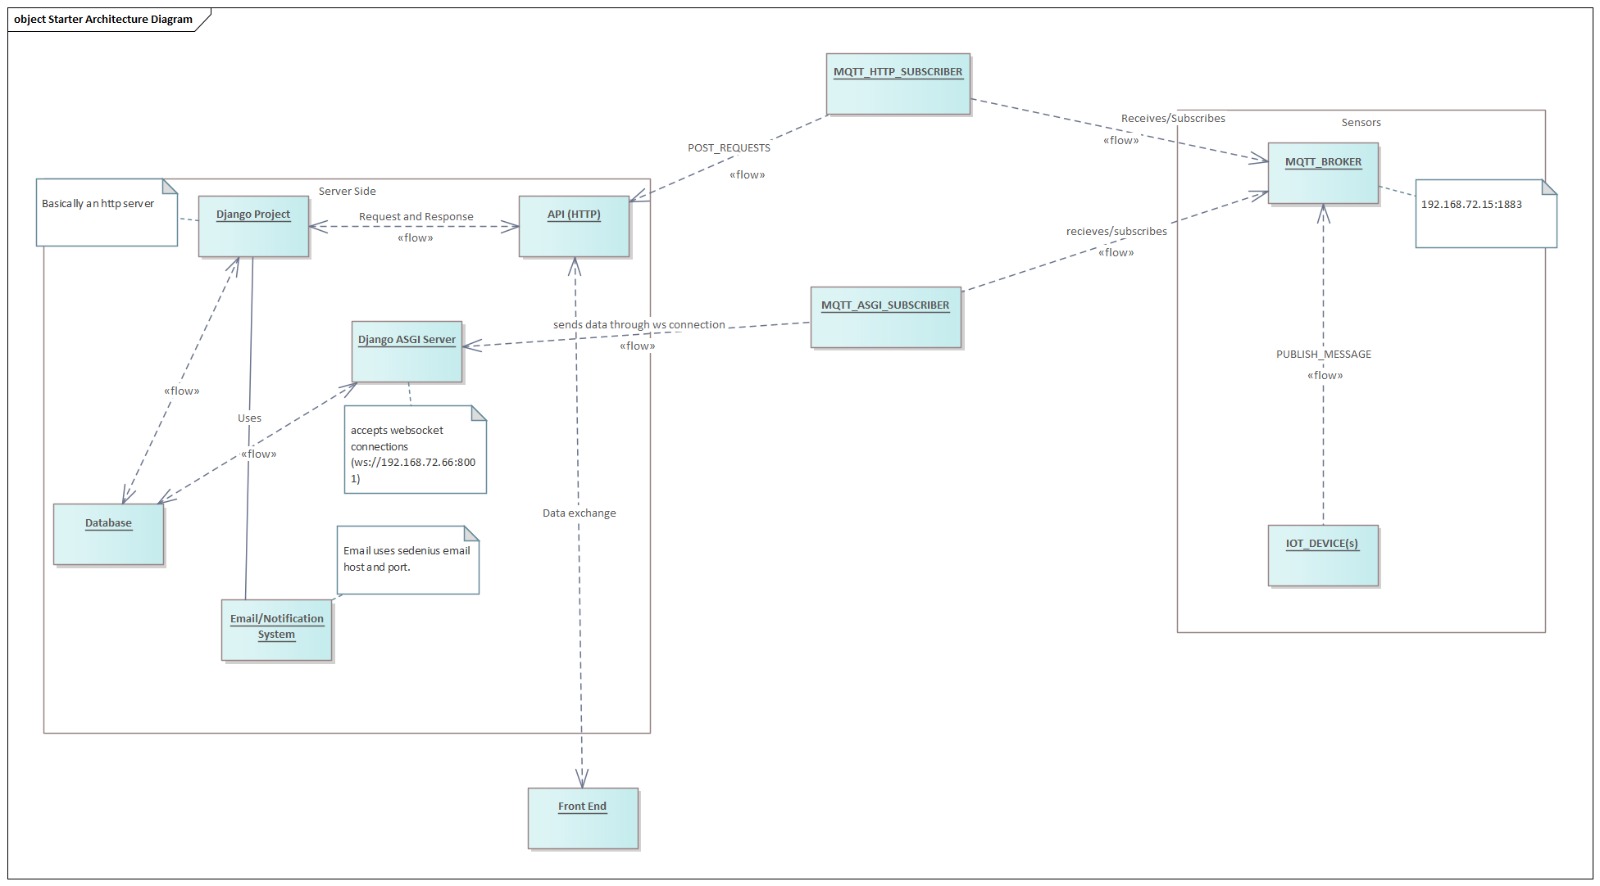 object Starter Architecture Diagram
MQTT_HTTP_SUBSCRIBER
Receives/Subscribes
«flow»
Sensors
MQTT_BROKER
192.168.72.15:1883
POST_REQUESTS
«flow»
Server Side
Basically an http server
Django Project
Request and Response
«flow»
API (HTTP)
recieves/subscribes
«flow»
MQTT_ASGI_SUBSCRIBER
sends data through ws connection
«flow»
Django ASGI Server
PUBLISH_MESSAGE
«flow»
«flow»
Uses
«flow»
accepts websocket
connections
(ws://192.168.72.66:800
1)
Database
Data exchange
Email uses sedenius email
host and port.
IOT_DEVICE(s)
Email/Notification
System
Front End